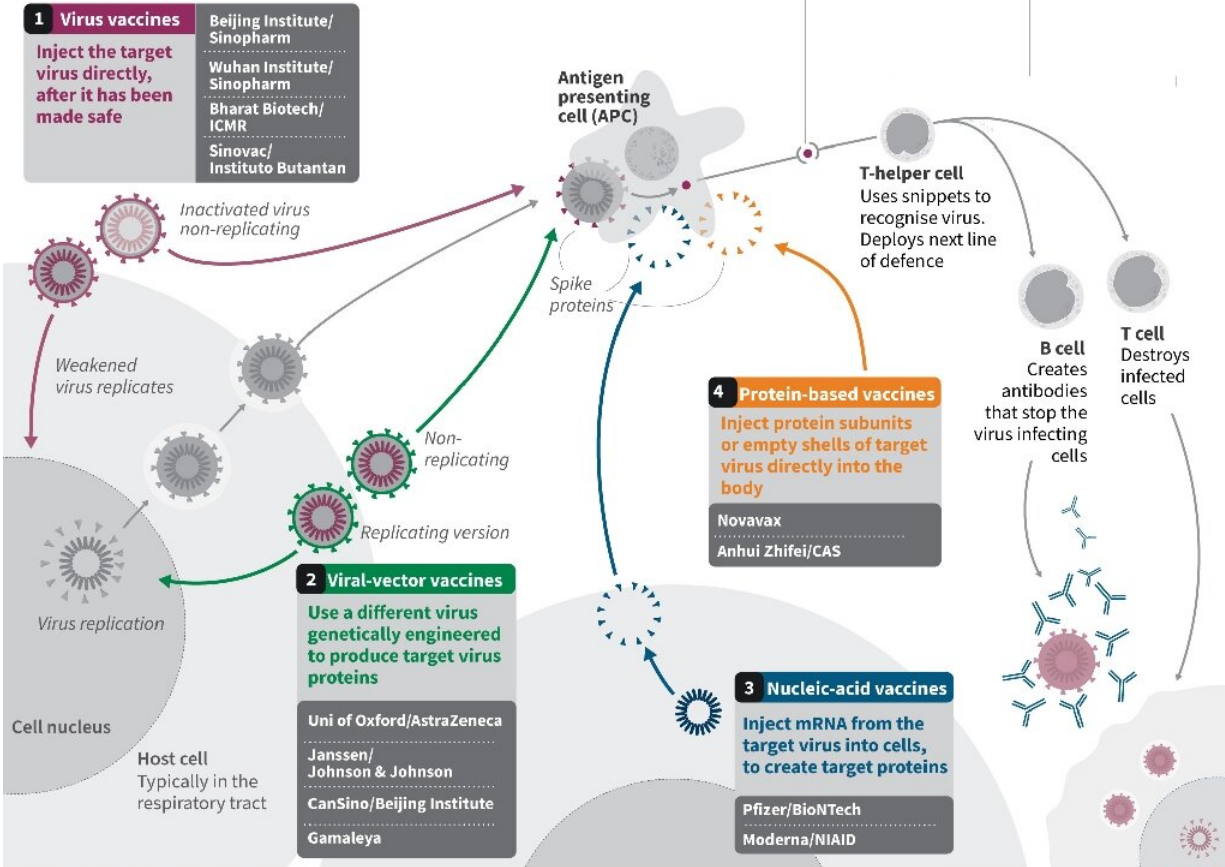 1 Virus vaccines
Inject the target
virus directly,
after it has been
made safe
Beijing Institute/
Sinopharm
Wuhan Institute/
Sinopharm
Bharat Biotech/
ICMR
Sinovac/
Instituto Butantan
Inactivated virus
non-replicating
Weakened
virus replicates
Virus replication
Cell nucleus
Host cell
Typically in the
respiratory tract
Non-
replicating
Replicating version
2 Viral-vector vaccines
Use a different virus
genetically engineered
to produce target virus
proteins
Uni of Oxford/AstraZeneca
Janssen/
Johnson & Johnson
CanSino/Beijing Institute
Gamaleya
Antigen
presenting
cell (APC)
Spike
proteins
4 Protein-based vaccines
Inject protein subunits
or empty shells of target
virus directly into the
body
Novavax
Anhui Zhifei/CAS
3 Nucleic-acid vaccines
Inject mRNA from the
target virus into cells,
to create target proteins
Pfizer/BioNTech
Moderna/NIAID
T-helper cell
Uses snippets to
recognise virus.
Deploys next line
of defence
B cell
Creates
antibodies
that stop the
virus infecting
cells
T cell
Destroys
infected
cells